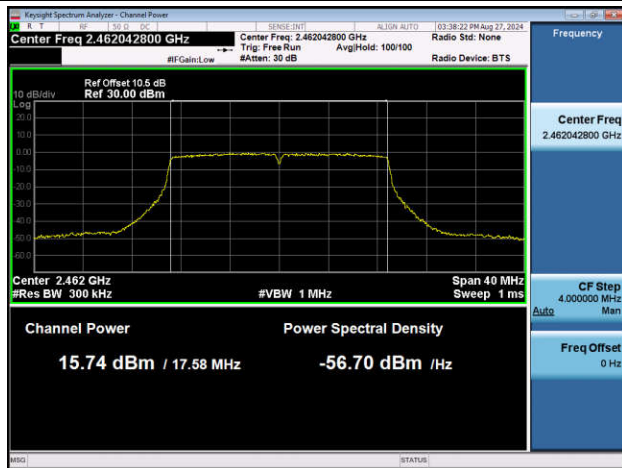 Keysight Spectrum Analyzer - Channel Power
R T RF 50 Ω DC SENSE:INT ALIGN AUTO 03:38:22 PM Aug 27, 2024
Center Freq 2.462042800 GHz
Center Freq: 2.462042800 GHz
Radio Std: None
Trig: Free Run Avg|Hold: 100/100
#IFGain:Low #Atten: 30 dB Radio Device: BTS
Ref Offset 10.5 dB
10 dB/div Ref 30.00 dBm
Log
20.0
10.0
0.00
-10.0
-20.0
-30.0
-40.0
-50.0
-60.0
Center 2.462 GHz Span 40 MHz
#Res BW 300 kHz #VBW 1 MHz Sweep 1 ms
Channel Power Power Spectral Density
15.74 dBm / 17.58 MHz -56.70 dBm /Hz
MSG STATUS
Frequency
Center Freq
2.462042800 GHz
CF Step
4.000000 MHz
Auto Man
Freq Offset
0 Hz